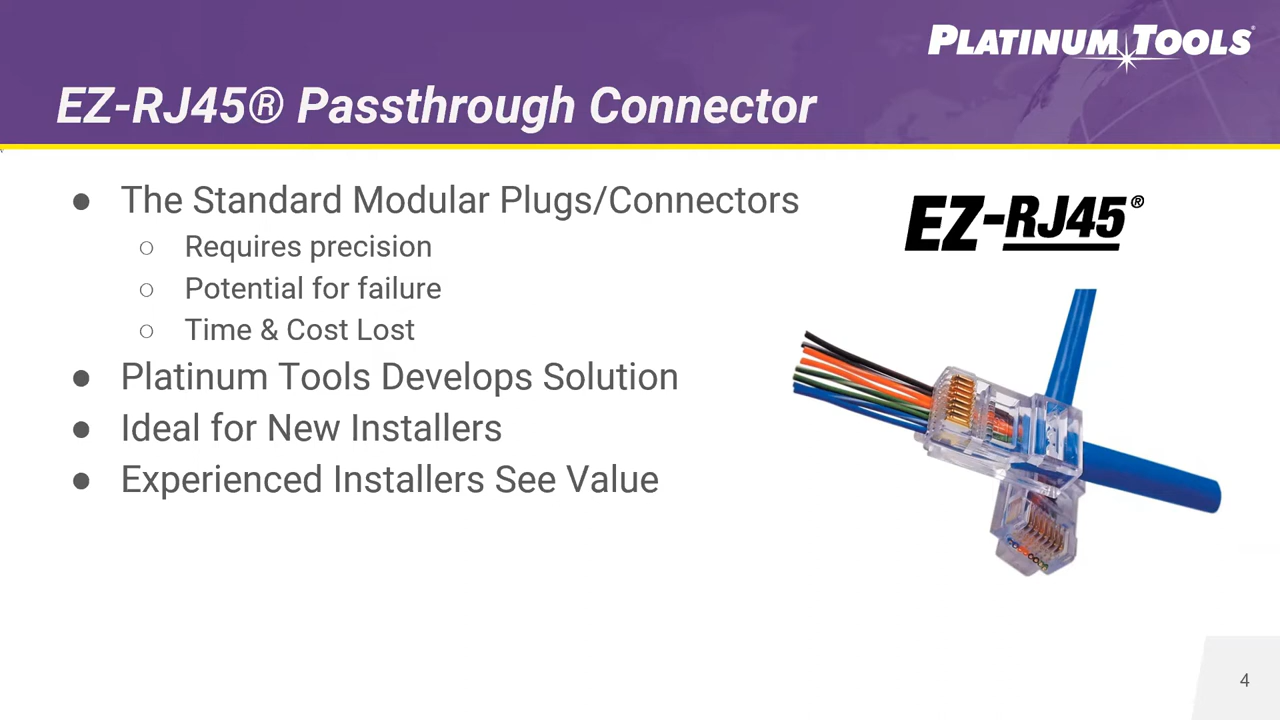 PLATINUM TOOLS®
EZ-RJ45® Passthrough Connector
● The Standard Modular Plugs/Connectors
○ Requires precision
○ Potential for failure
○ Time & Cost Lost
● Platinum Tools Develops Solution
● Ideal for New Installers
● Experienced Installers See Value
EZ-RJ45®
4